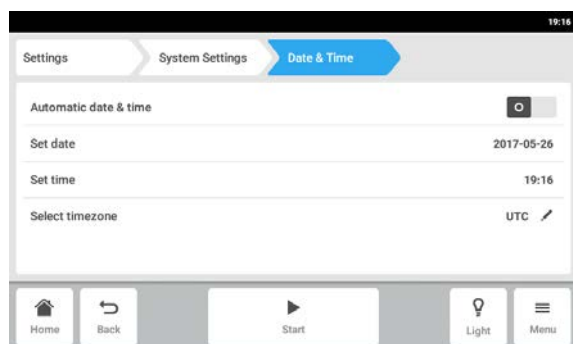 19:16
Settings System Settings Date & Time
Automatic date & time O
Set date 2017-05-26
Set time 19:16
Select timezone UTC
Home Back Start Light Menu